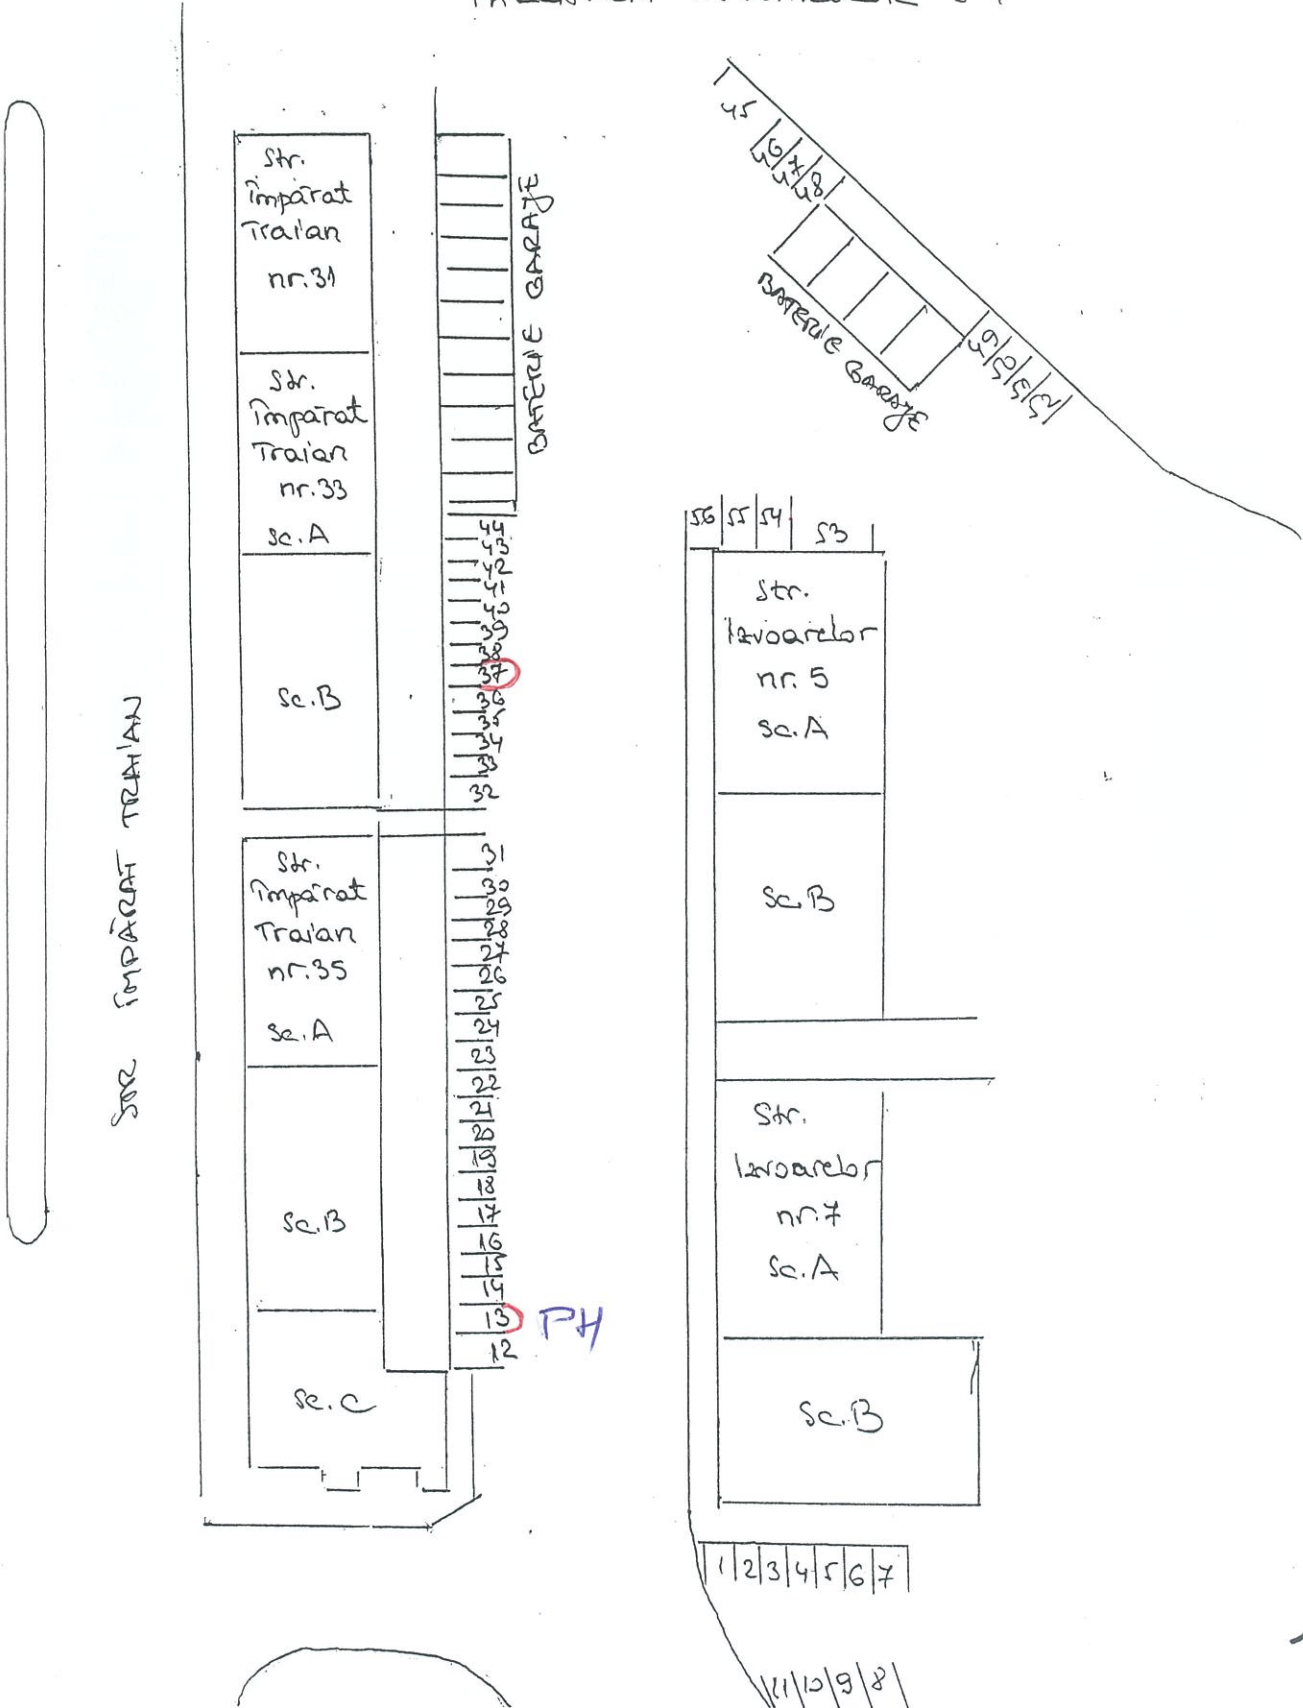 45
46
47
48
BATERIE GARAJE
49
50
51
52
Str.
Împărat
Traian
nr.31
Str.
Împărat
Traian
nr.33
sc.A
Sc.B
BATERIE GARAJE
44
43
42
41
40
39
38
37
36
35
34
33
32
STR ÎMPĂRAT TRAIAN
Str.
Împărat
Traian
nr.35
sc.A
Sc.B
sc.C
31
30
29
28
27
26
25
24
23
22
21
20
19
18
17
16
15
14
13 PH
12
56 55 54 53
Str.
Izvoarelor
nr. 5
sc.A
Sc.B
Str.
Izvoarelor
nr.7
Sc.A
Sc.B
1 2 3 4 5 6 7
11 10 9 8